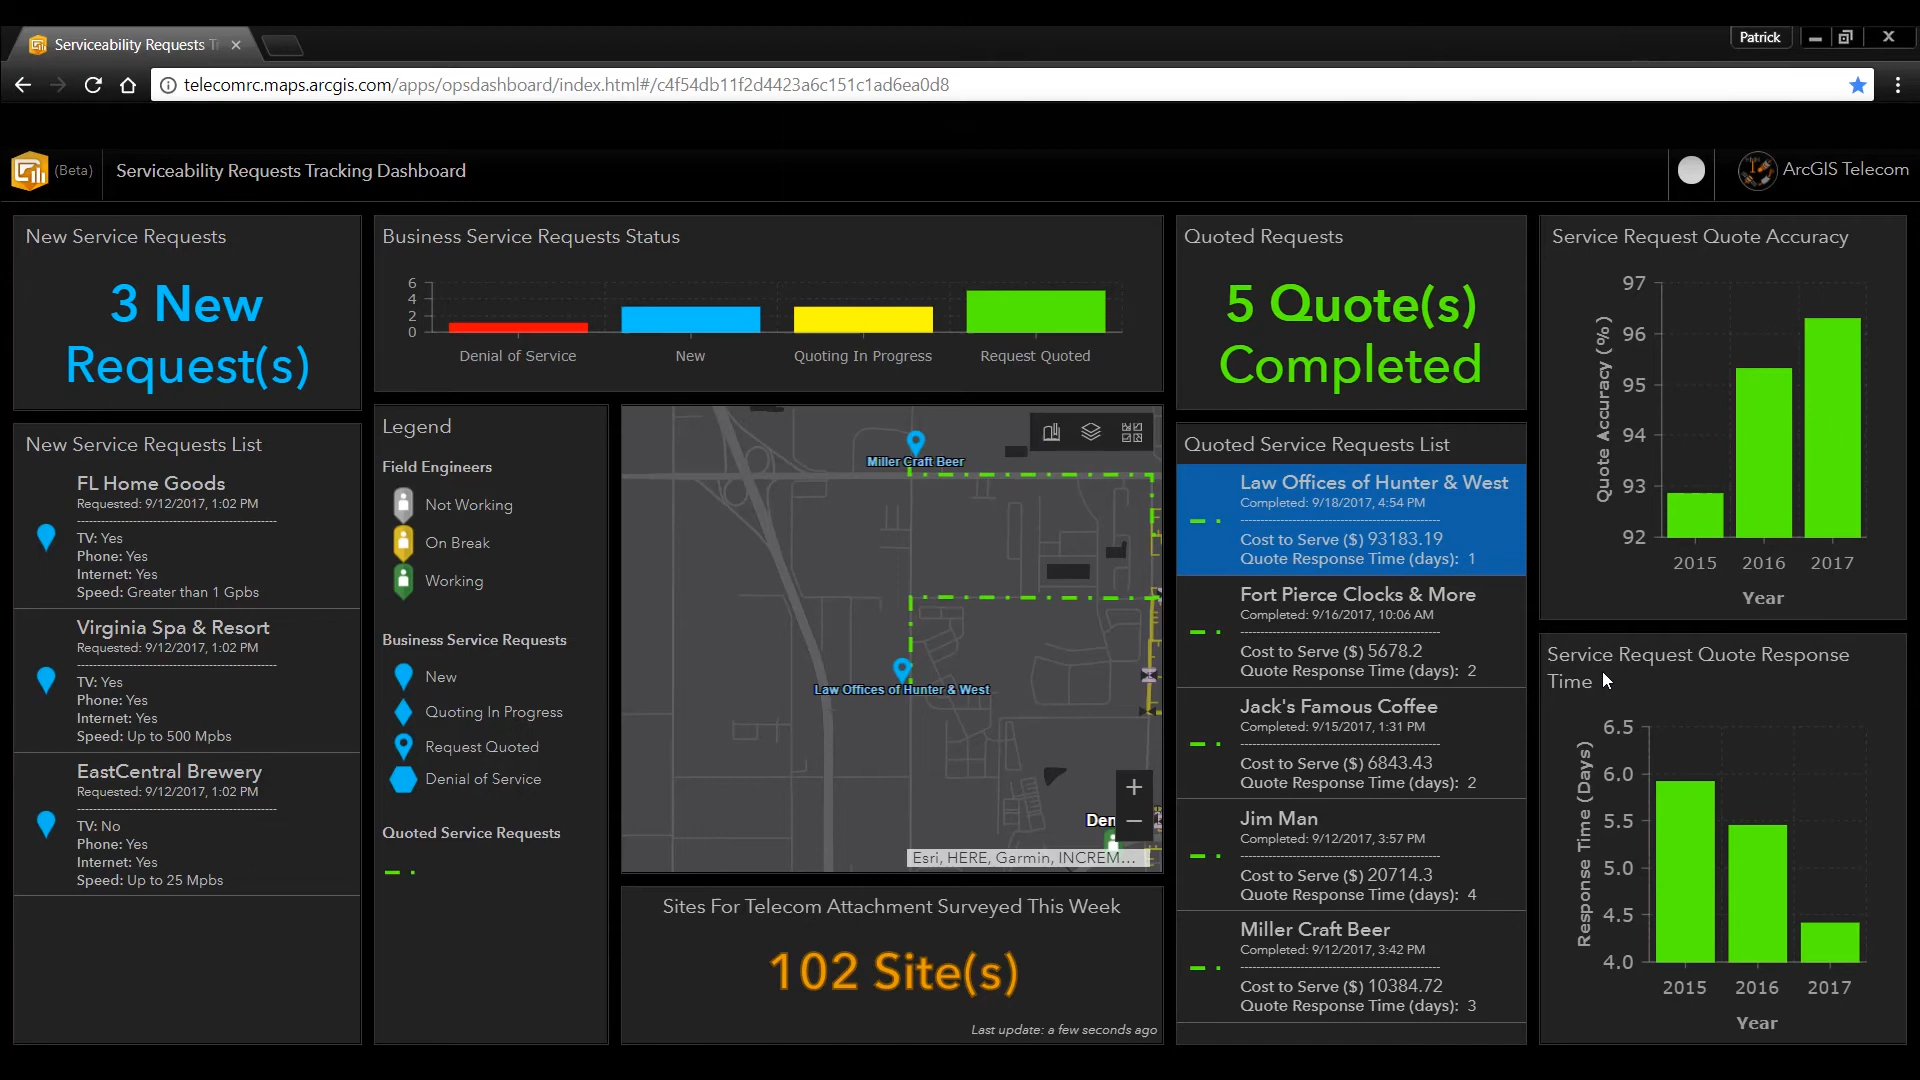 Serviceability Requests T
Patrick
telecomrc.maps.arcgis.com/apps/opsdashboard/index.html#/c4f54db11f2d4423a6c151c1ad6ea0d8
(Beta)
Serviceability Requests Tracking Dashboard
ArcGIS Telecom
New Service Requests
3 New
Request(s)
New Service Requests List
FL Home Goods
Requested: 9/12/2017, 1:02 PM
TV: Yes
Phone: Yes
Internet: Yes
Speed: Greater than 1 Gpbs
Virginia Spa & Resort
Requested: 9/12/2017, 1:02 PM
TV: Yes
Phone: Yes
Internet: Yes
Speed: Up to 500 Mpbs
EastCentral Brewery
Requested: 9/12/2017, 1:02 PM
TV: No
Phone: Yes
Internet: Yes
Speed: Up to 25 Mpbs
Business Service Requests Status
6
4
2
0
Denial of Service
New
Quoting In Progress
Request Quoted
Legend
Field Engineers
Not Working
On Break
Working
Business Service Requests
New
Quoting In Progress
Request Quoted
Denial of Service
Quoted Service Requests
Miller Craft Beer
Law Offices of Hunter & West
Den
Esri, HERE, Garmin, INCREM...
Sites For Telecom Attachment Surveyed This Week
102 Site(s)
Last update: a few seconds ago
Quoted Requests
5 Quote(s)
Completed
Quoted Service Requests List
Law Offices of Hunter & West
Completed: 9/18/2017, 4:54 PM
Cost to Serve ($) 93183.19
Quote Response Time (days): 1
Fort Pierce Clocks & More
Completed: 9/16/2017, 10:06 AM
Cost to Serve ($) 5678.2
Quote Response Time (days): 2
Jack's Famous Coffee
Completed: 9/15/2017, 1:31 PM
Cost to Serve ($) 6843.43
Quote Response Time (days): 2
Jim Man
Completed: 9/12/2017, 3:57 PM
Cost to Serve ($) 20714.3
Quote Response Time (days): 4
Miller Craft Beer
Completed: 9/12/2017, 3:42 PM
Cost to Serve ($) 10384.72
Quote Response Time (days): 3
Service Request Quote Accuracy
Quote Accuracy (%)
97
96
95
94
93
92
2015
2016
2017
Year
Service Request Quote Response
Time
Response Time (Days)
6.5
6.0
5.5
5.0
4.5
4.0
2015
2016
2017
Year